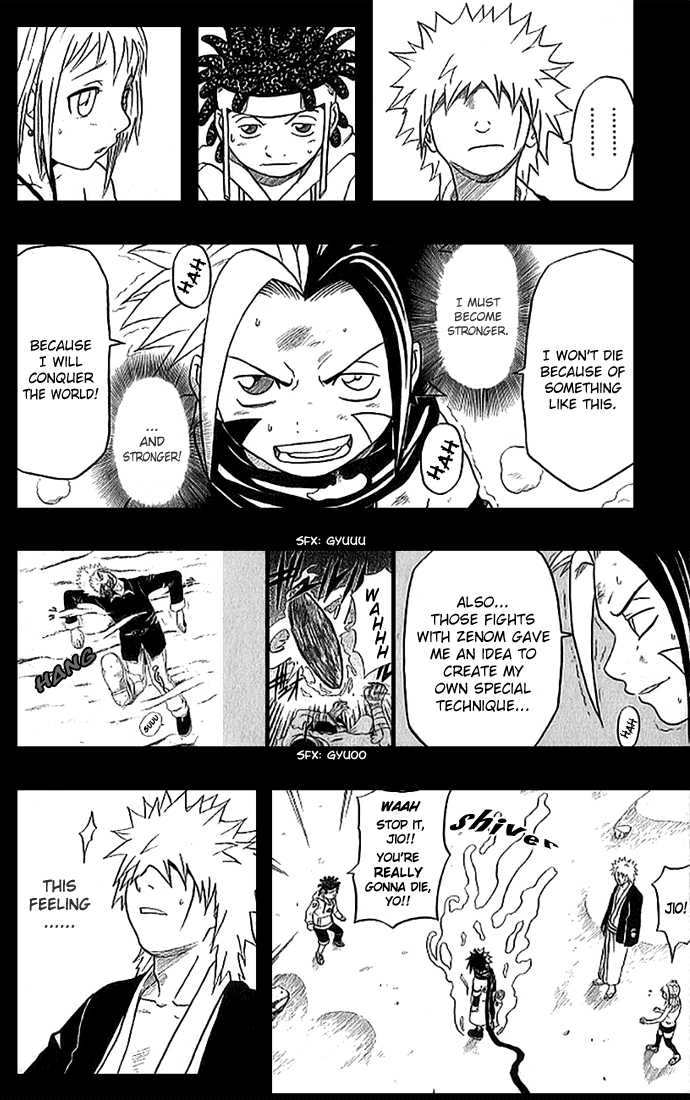 ........
I WON'T DIE
BECAUSE OF
SOMETHING
LIKE THIS.
I MUST
BECOME
STRONGER.
HAH
HAH
...
AND
STRONGER!
BECAUSE
I WILL
CONQUER
THE WORLD!
SFX: GYUUU
ALSO...
THOSE FIGHTS
WITH ZENOM GAVE
ME AN IDEA TO
CREATE MY
OWN SPECIAL
TECHNIQUE...
HAH
WAHHH
HANG
SUUU
SFX: GYUOO
JIO!
shiver
WAAH
STOP IT,
JIO!!
YOU'RE
REALLY
GONNA DIE,
YO!!
THIS
FEELING
......